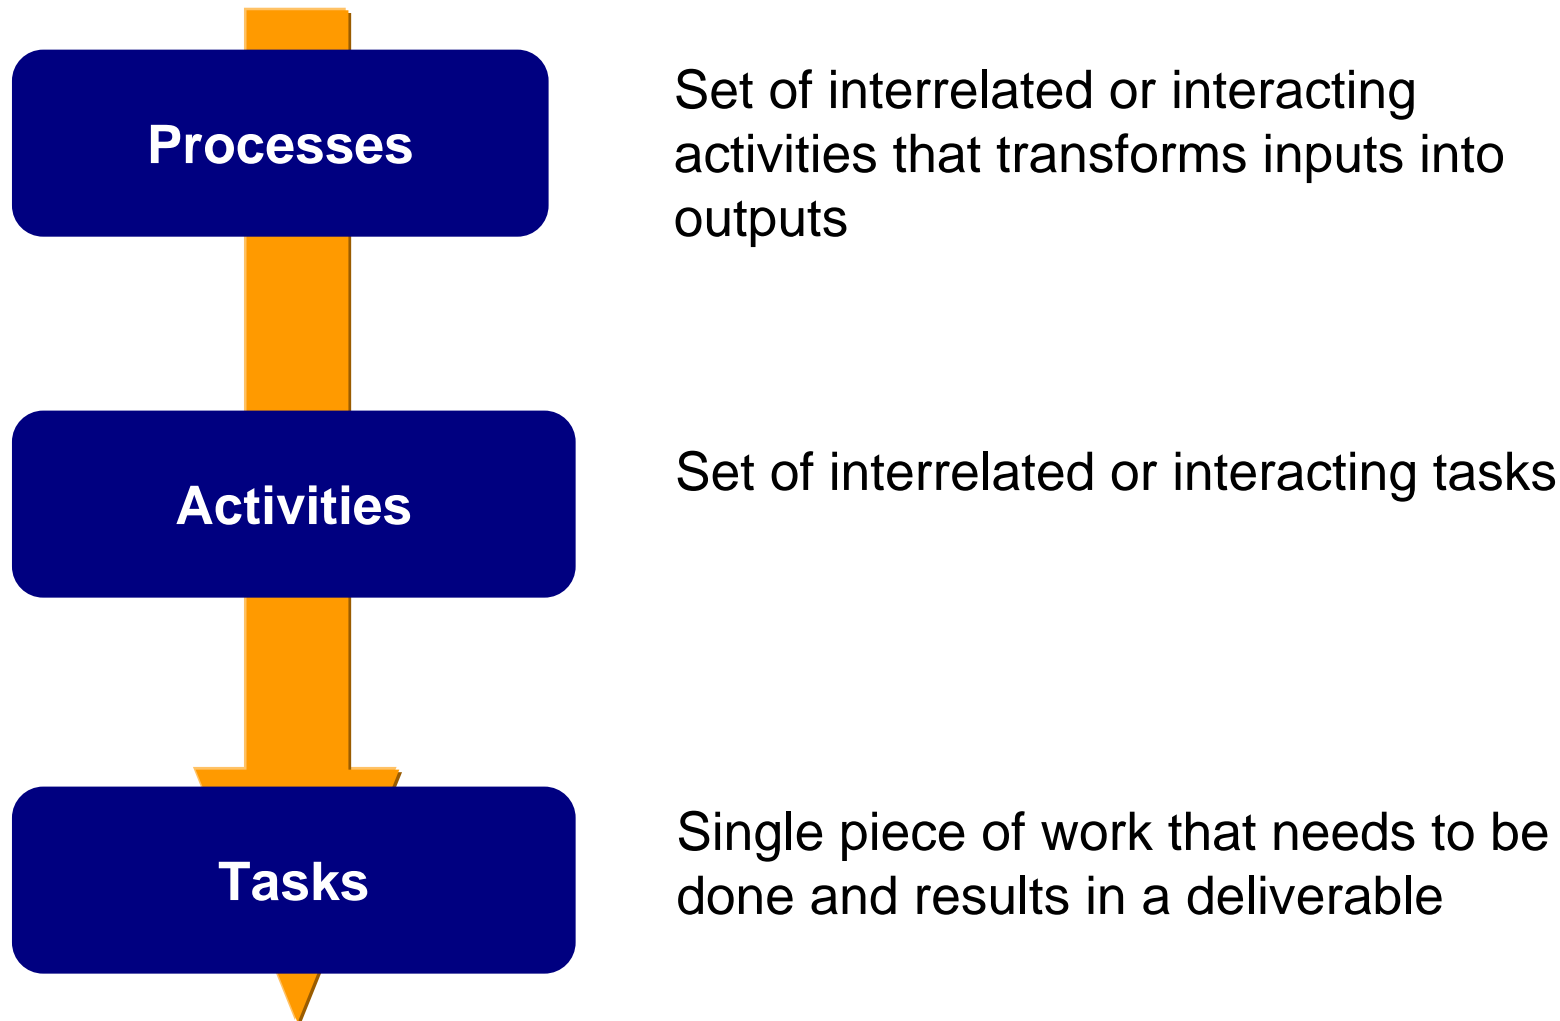 Processes
Set of interrelated or interacting
activities that transforms inputs into
outputs
Activities
Set of interrelated or interacting tasks
Tasks
Single piece of work that needs to be
done and results in a deliverable